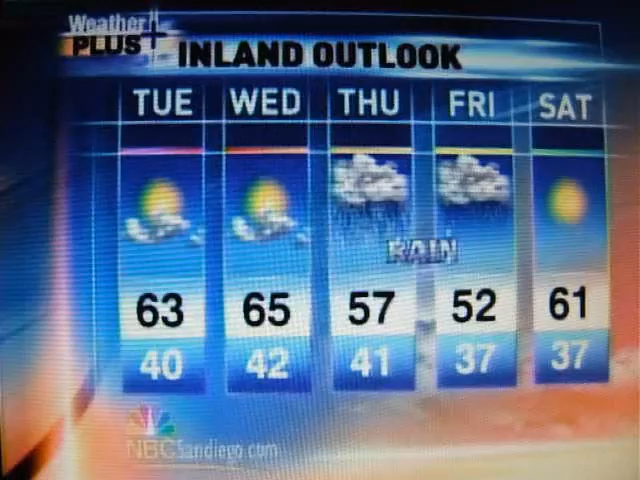 Weather
PLUS+
INLAND OUTLOOK
TUE WED THU FRI SAT
RAIN
63 65 57 52 61
40 42 41 37 37
NBCSandiego.com